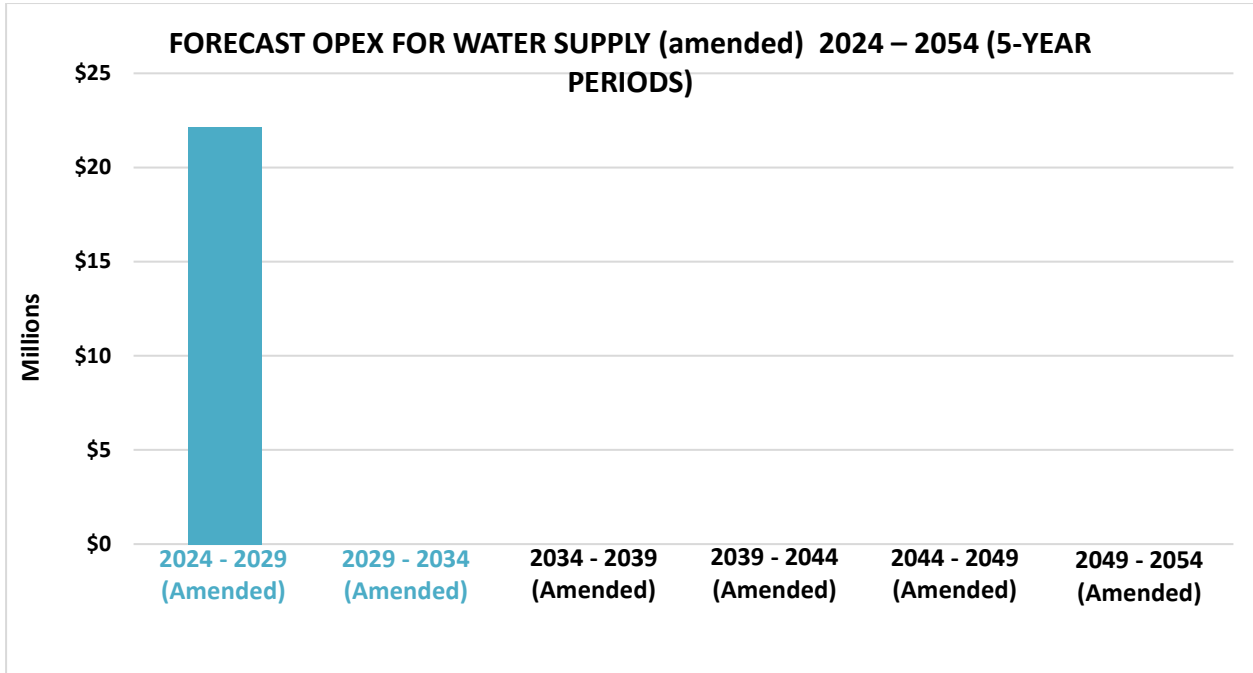 FORECAST OPEX FOR WATER SUPPLY (amended) 2024 – 2054 (5-YEAR
PERIODS)
$25
$20
$15
$10
$5
$0
Millions
2024 - 2029
(Amended)
2029 - 2034
(Amended)
2034 - 2039
(Amended)
2039 - 2044
(Amended)
2044 - 2049
(Amended)
2049 - 2054
(Amended)